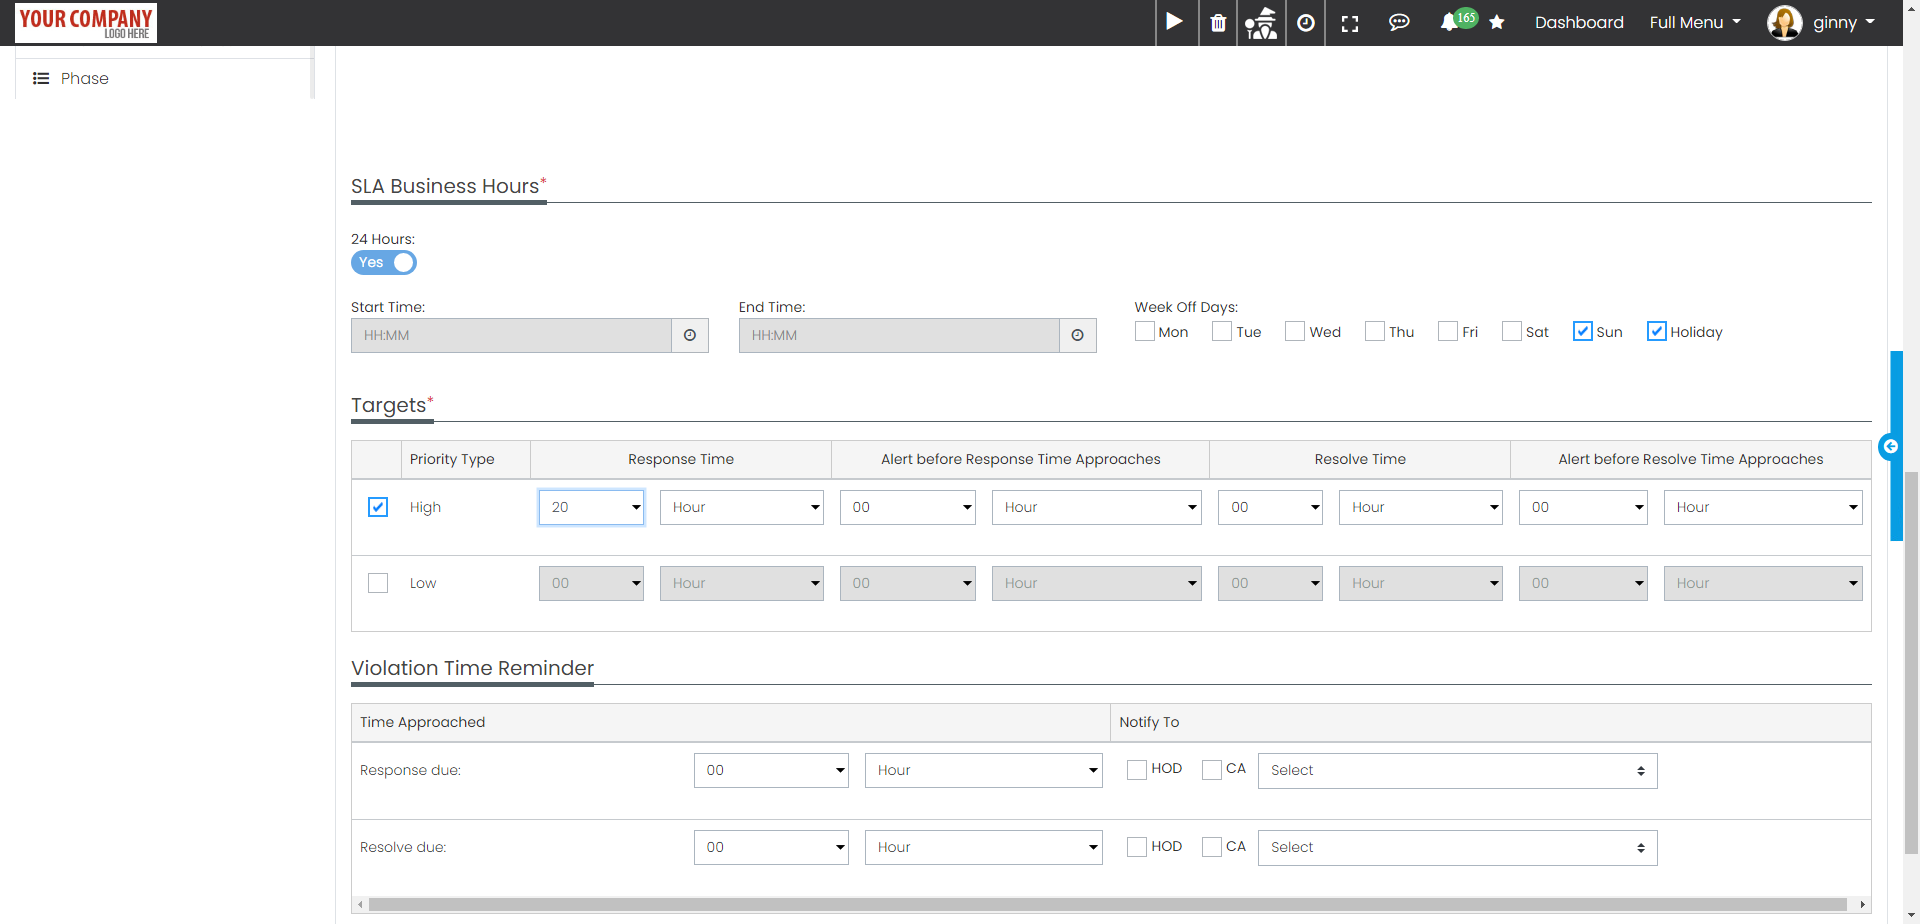 YOUR COMPANY
LOGO HERE
165
Dashboard
Full Menu
ginny
Phase
SLA Business Hours*
24 Hours:
Yes
Start Time:
End Time:
Week Off Days:
HH:MM
HH:MM
Mon
Tue
Wed
Thu
Fri
Sat
Sun
Holiday
Targets*
Priority Type
Response Time
Alert before Response Time Approaches
Resolve Time
Alert before Resolve Time Approaches
High
20
Hour
00
Hour
00
Hour
00
Hour
Low
00
Hour
00
Hour
00
Hour
00
Hour
Violation Time Reminder
Time Approached
Notify To
Response due:
00
Hour
HOD
CA
Select
Resolve due:
00
Hour
HOD
CA
Select